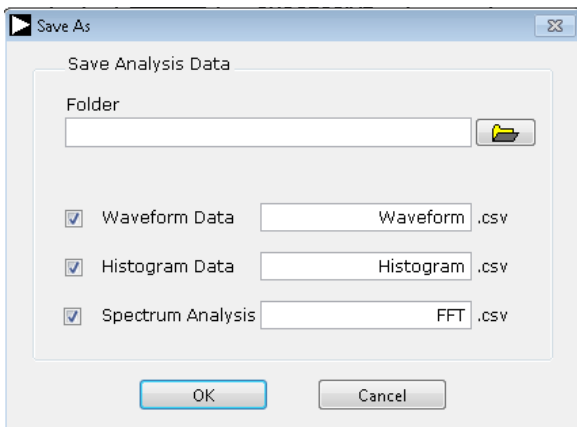 Save As
Save Analysis Data
Folder
Waveform Data Waveform .csv
Histogram Data Histogram .csv
Spectrum Analysis FFT .csv
OK Cancel